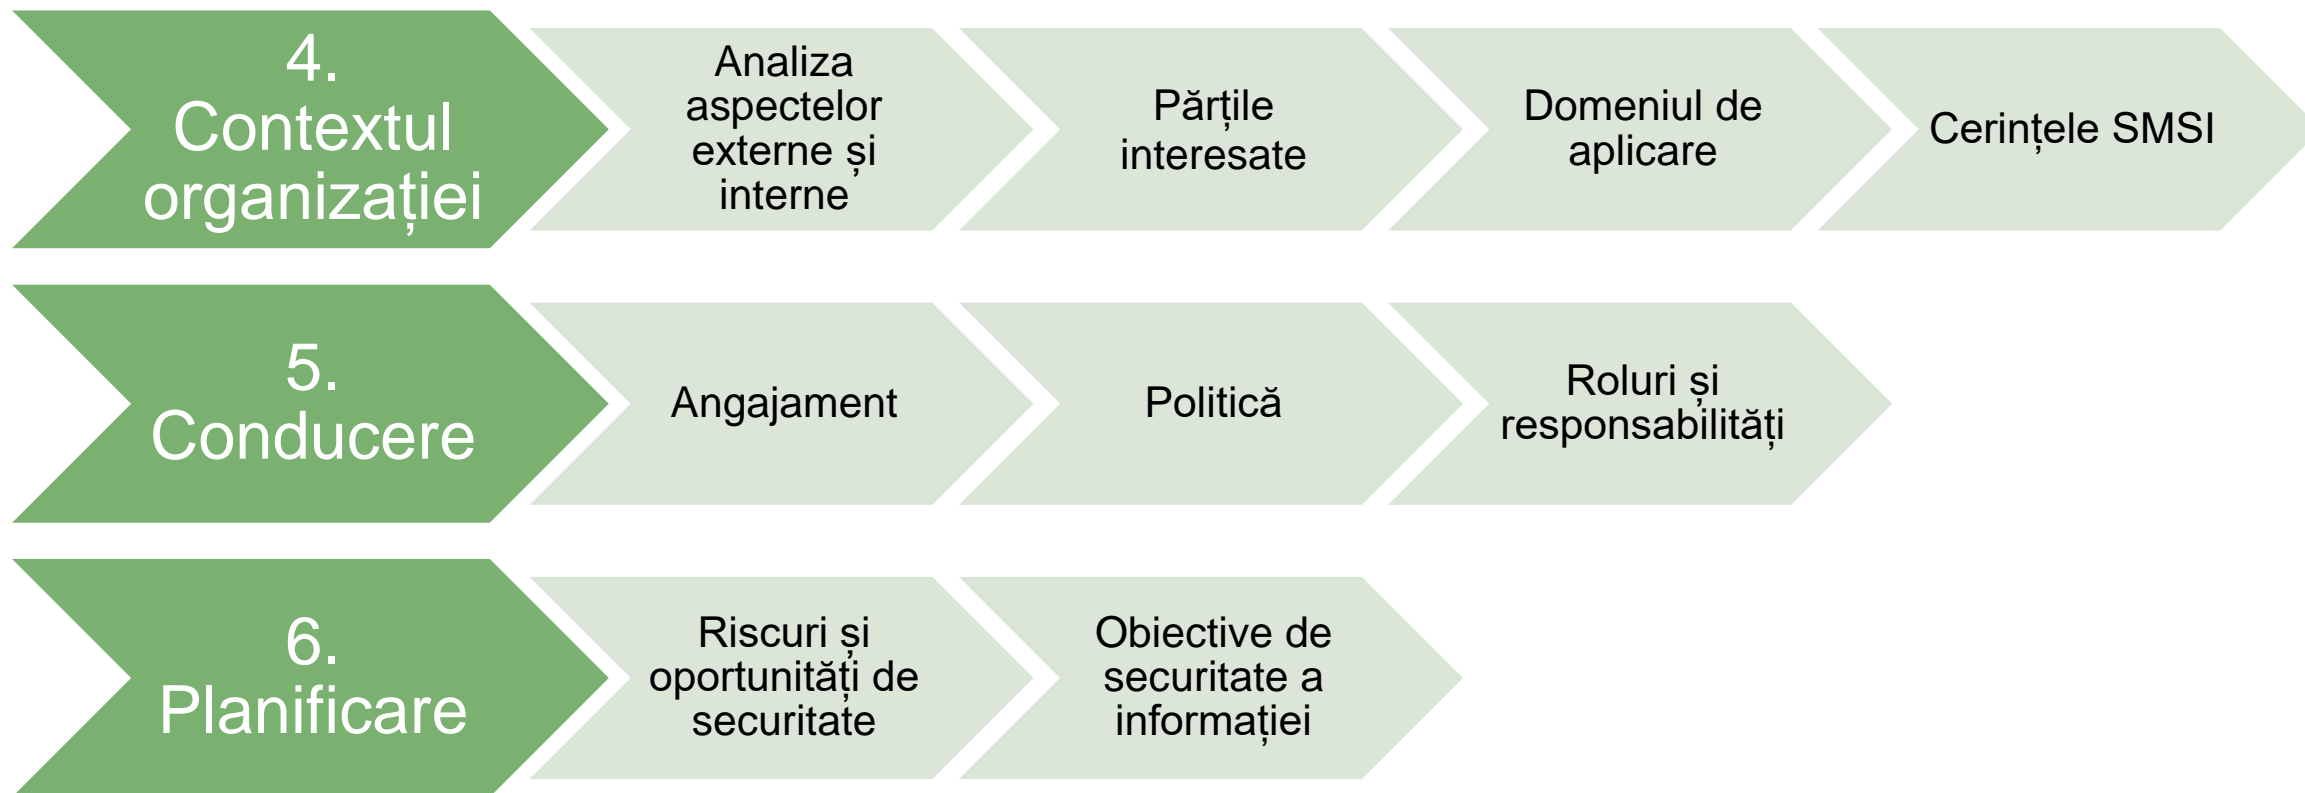 4.
Contextul
organizației
Analiza
aspectelor
externe și
interne
Părțile
interesate
Domeniul de
aplicare
Cerințele SMSI
5.
Conducere
Angajament
Politică
Roluri și
responsabilități
6.
Planificare
Riscuri și
oportunități de
securitate
Obiective de
securitate a
informației